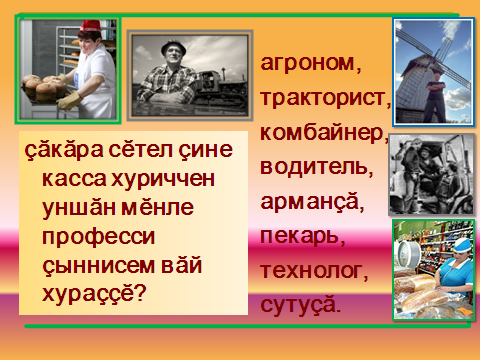 çăкăра сĕтел çине
касса хуриччен
уншăн мĕнле
професси
çыннисем вăй
хураççĕ?
агроном,
тракторист,
комбайнер,
водитель,
арманçă,
пекарь,
технолог,
сутуçă.